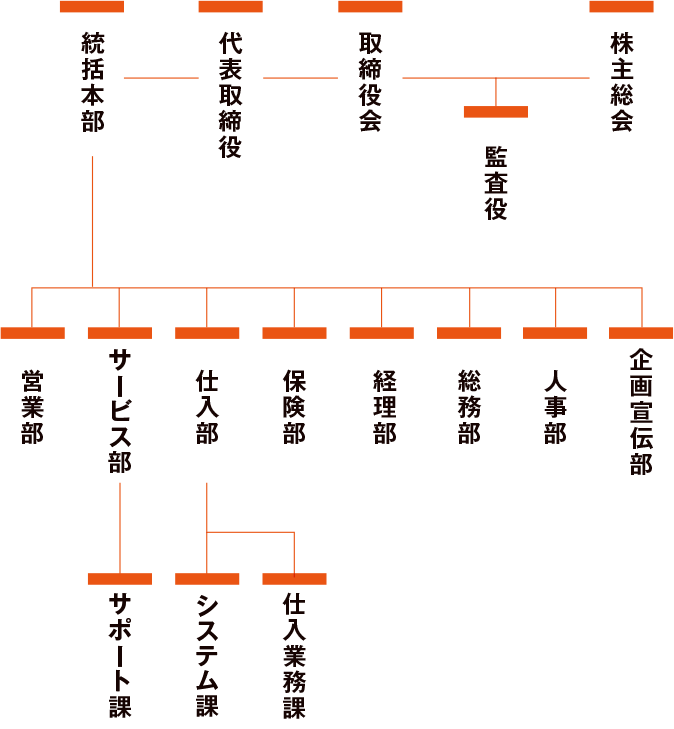 株主総会
監査役
取締役会
代表取締役
統括本部
企画宣伝部
人事部
総務部
経理部
保険部
仕入部
サービス部
営業部
仕入業務課
システム課
サポート課